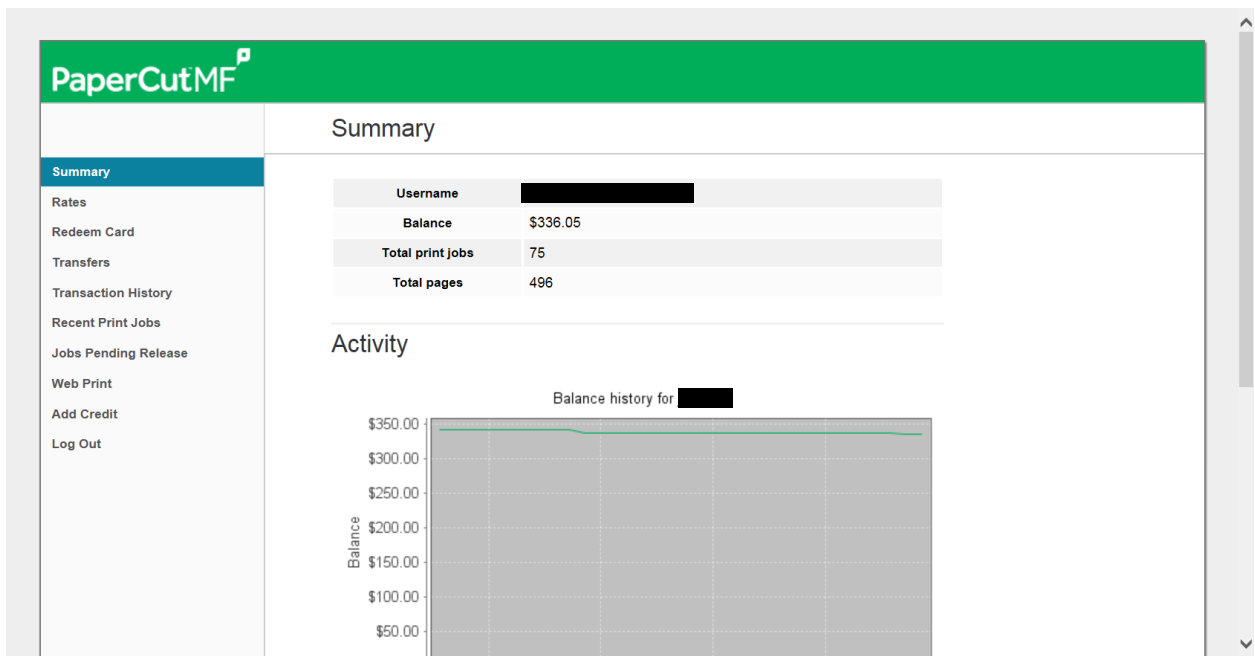 PaperCut MF
Summary
Summary
Rates
Redeem Card
Transfers
Transaction History
Recent Print Jobs
Jobs Pending Release
Web Print
Add Credit
Log Out
Username
Balance $336.05
Total print jobs 75
Total pages 496
Activity
Balance history for
$350.00
$300.00
$250.00
$200.00
$150.00
$100.00
$50.00
Balance